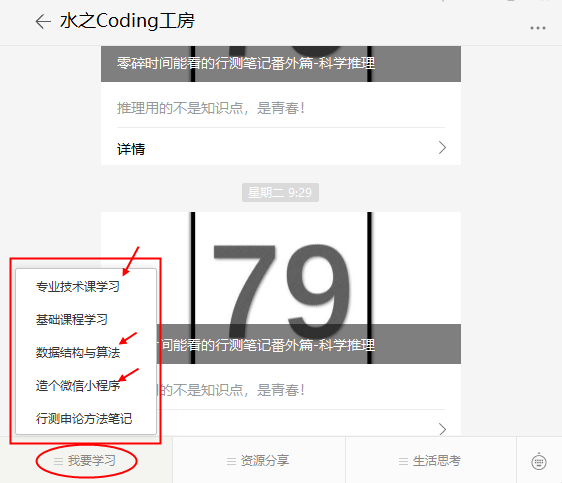 水之Coding工房
零碎时间能看的行测笔记番外篇-科学推理
推理用的不是知识点，是青春！
详情
星期二 9:29
79
时间能看的行测笔记番外篇-科学推理
的不是知识点，是青春！
专业技术课学习
基础课程学习
数据结构与算法
造个微信小程序
行测申论方法笔记
我要学习
资源分享
生活思考